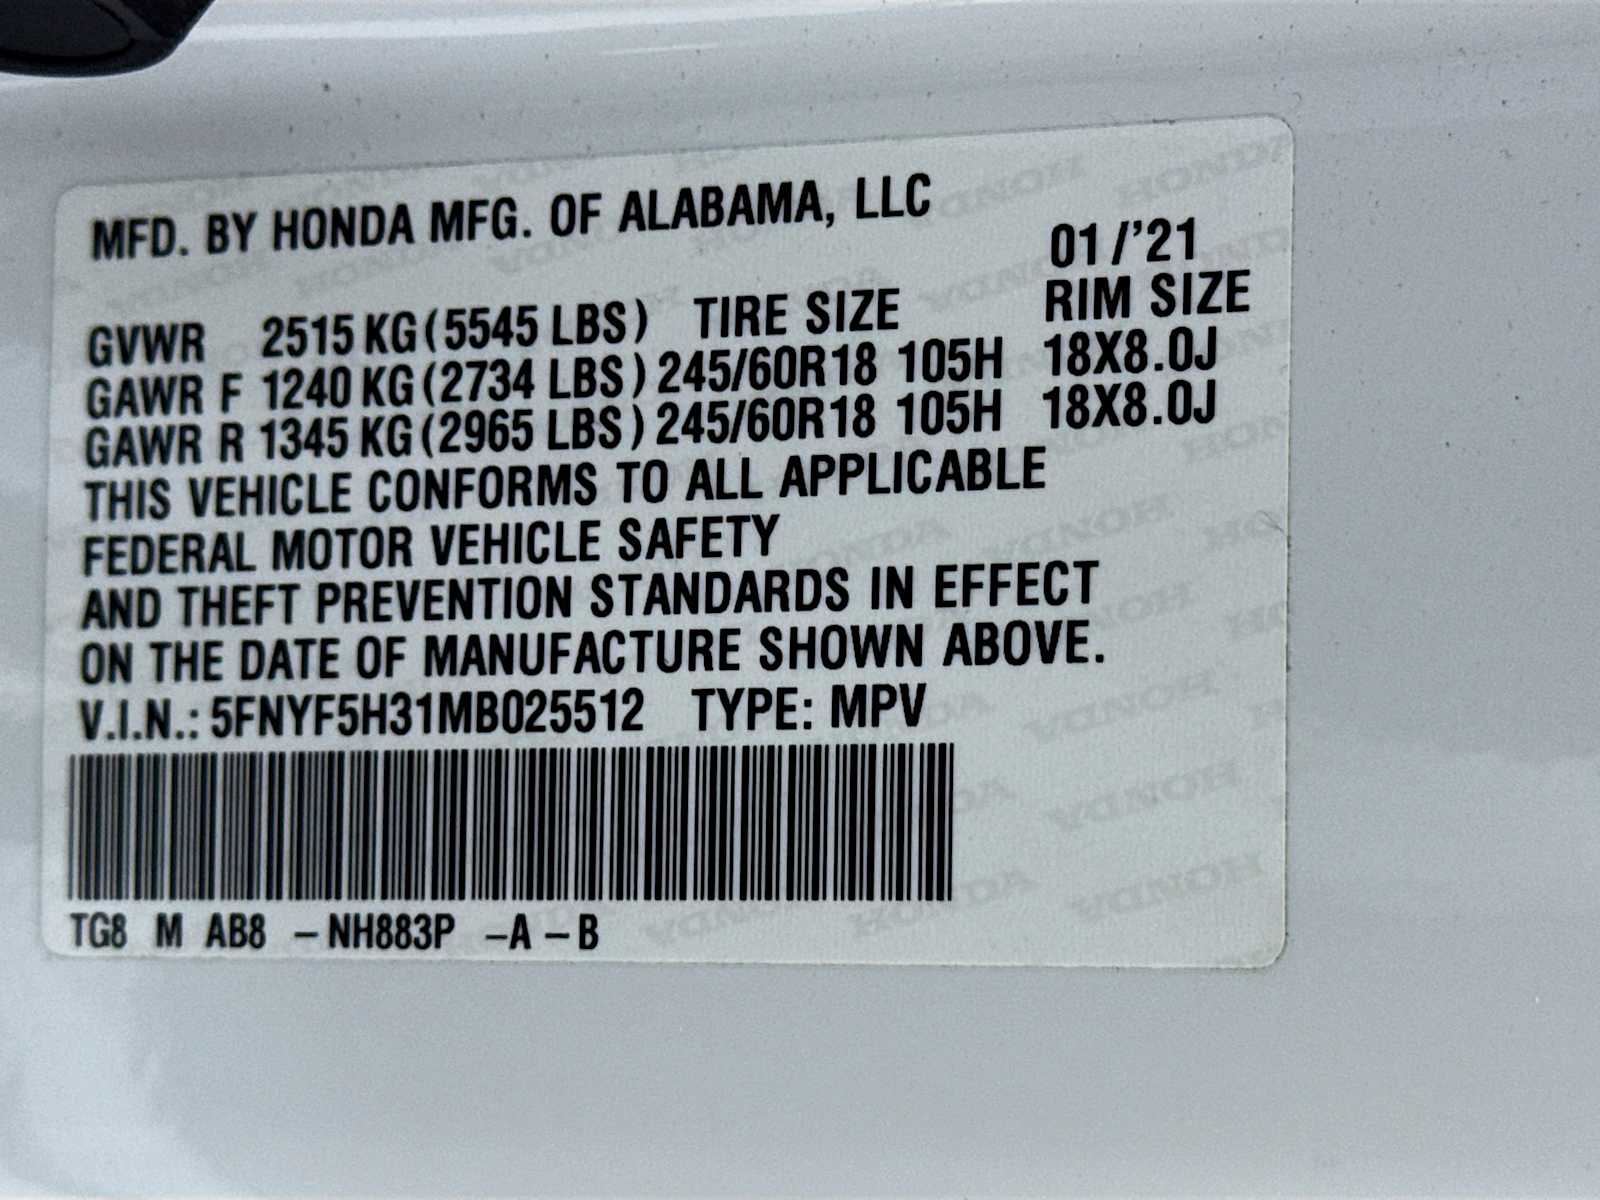 MFD. BY HONDA MFG. OF ALABAMA, LLC
01/'21
GVWR 2515 KG (5545 LBS) TIRE SIZE RIM SIZE
GAWR F 1240 KG (2734 LBS) 245/60R18 105H 18X8.0J
GAWR R 1345 KG (2965 LBS) 245/60R18 105H 18X8.0J
THIS VEHICLE CONFORMS TO ALL APPLICABLE
FEDERAL MOTOR VEHICLE SAFETY
AND THEFT PREVENTION STANDARDS IN EFFECT
ON THE DATE OF MANUFACTURE SHOWN ABOVE.
V.I.N.: 5FNYF5H31MB025512 TYPE: MPV
TG8 M AB8 –NH883P –A –B